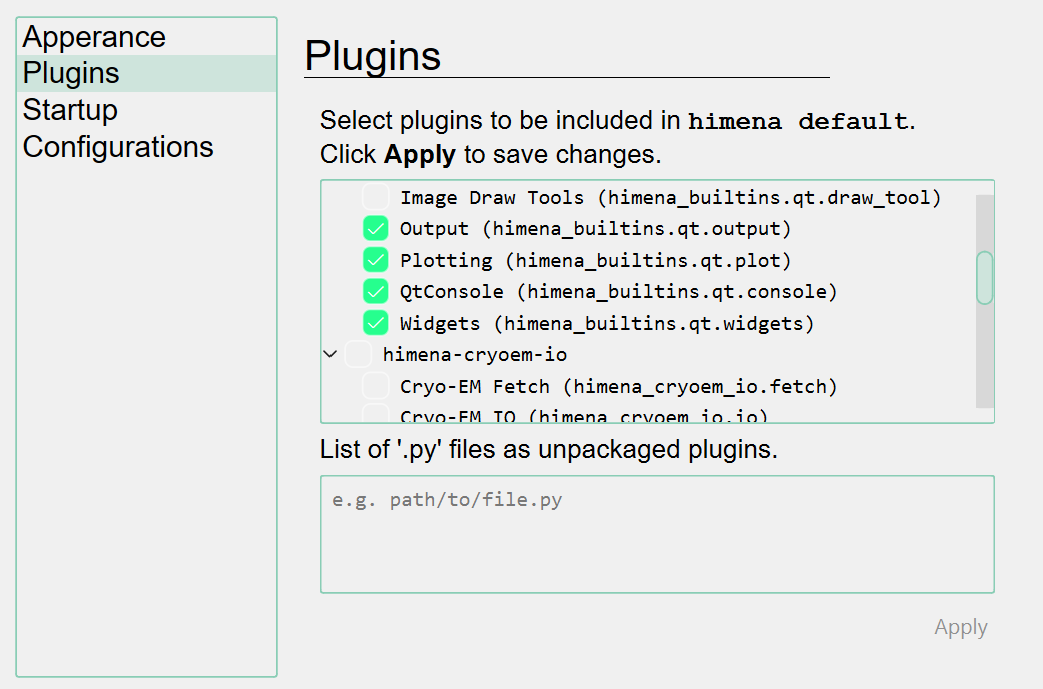 Apperance
Plugins
Startup
Configurations
Plugins
Select plugins to be included in himena default.
Click Apply to save changes.
Image Draw Tools (himena_builtins.qt.draw_tool)
Output (himena_builtins.qt.output)
Plotting (himena_builtins.qt.plot)
QtConsole (himena_builtins.qt.console)
Widgets (himena_builtins.qt.widgets)
himena-cryoem-io
Cryo-EM Fetch (himena_cryoem_io.fetch)
Cryo-EM IO (himena_cryoem_io.io)
List of '.py' files as unpackaged plugins.
e.g. path/to/file.py
Apply